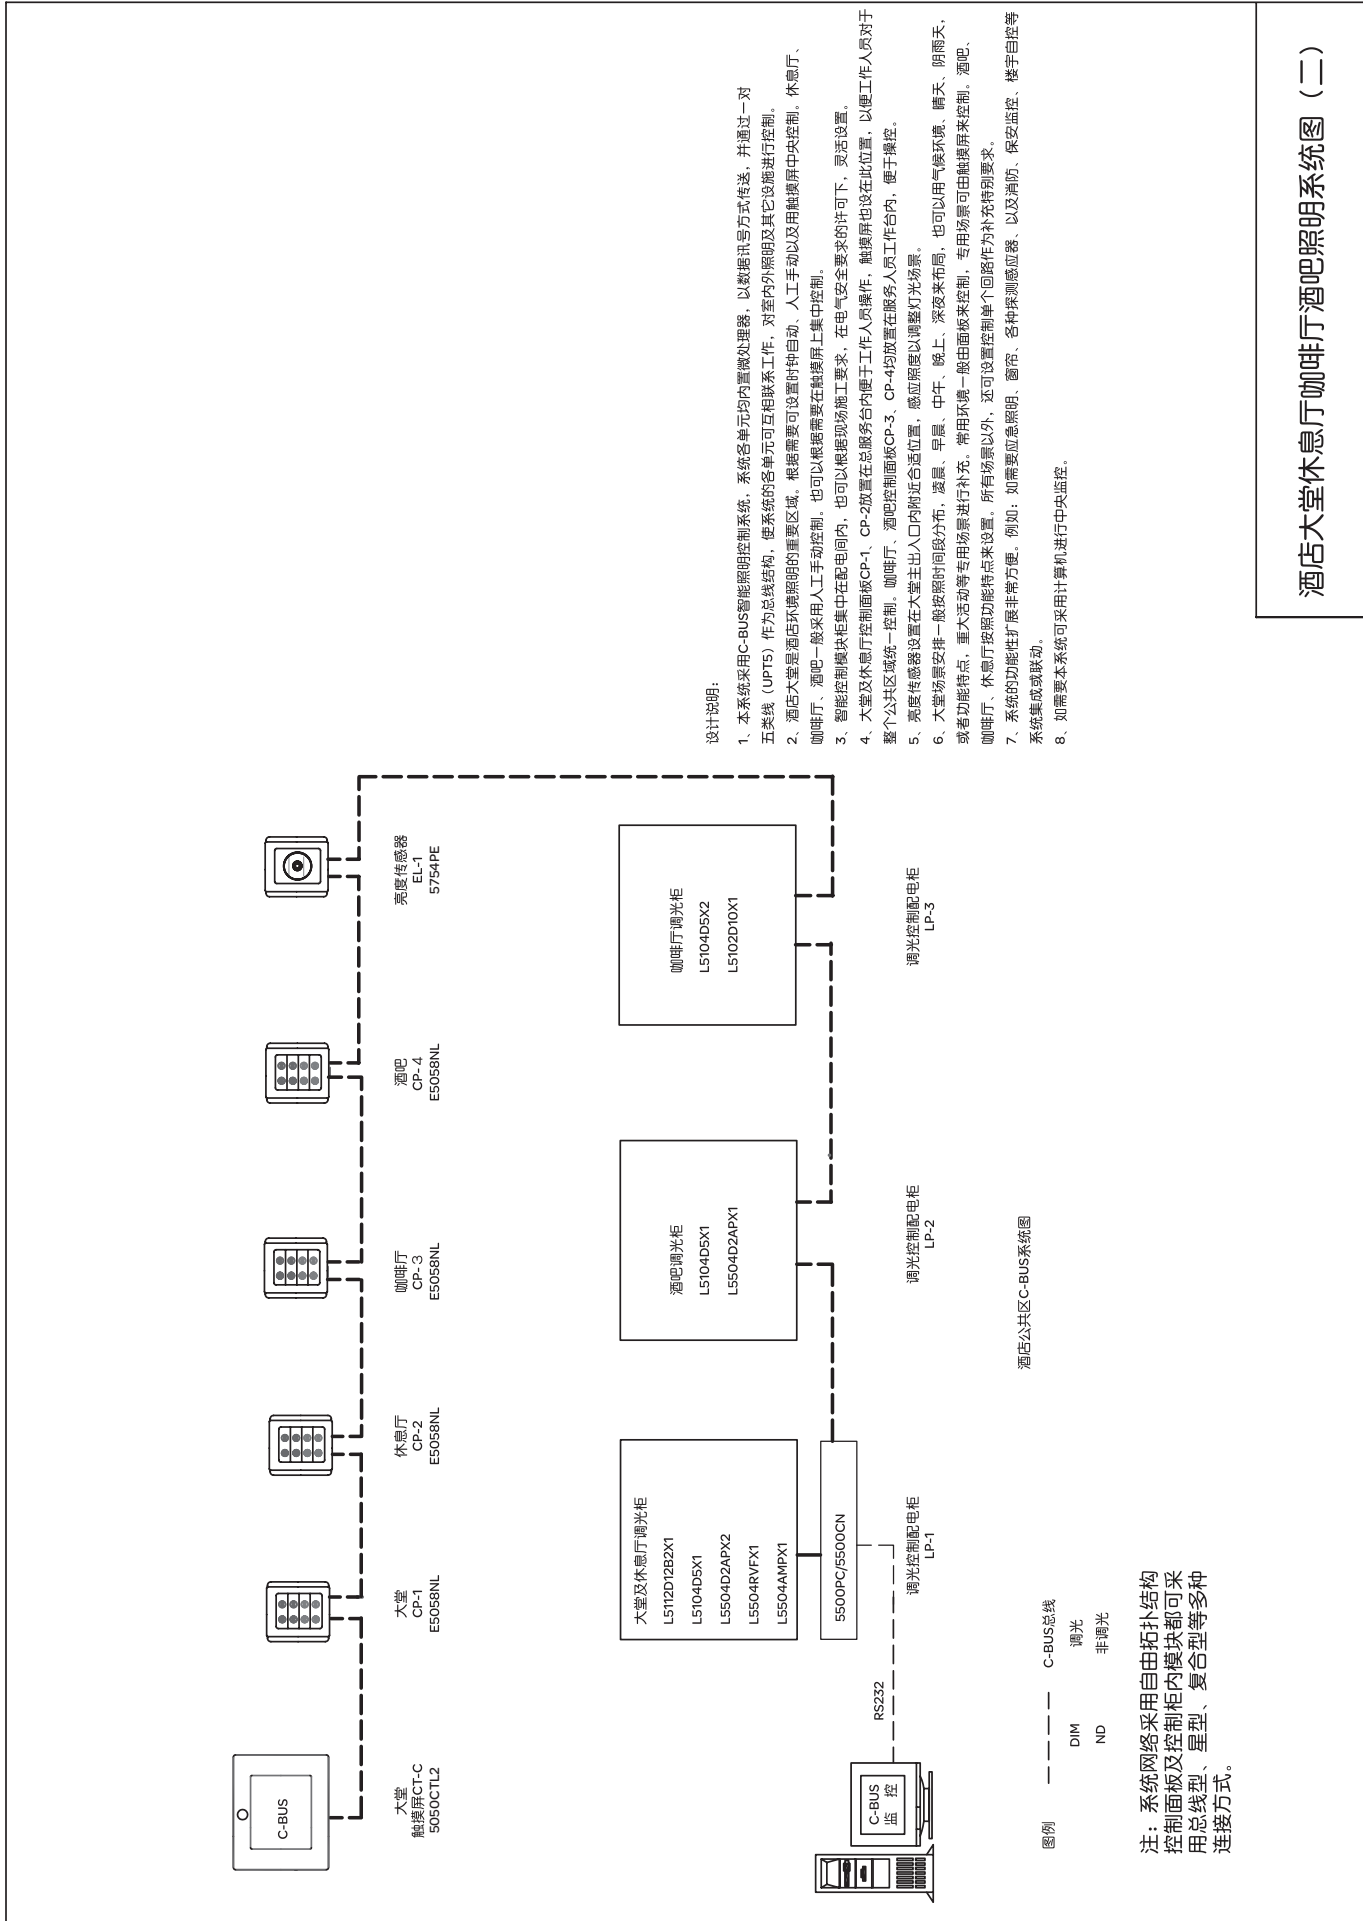 C-BUS
大堂
触摸屏CT-C
5050CTL2
大堂
CP-1
E5058NL
休息厅
CP-2
E5058NL
咖啡厅
CP-3
E5058NL
酒吧
CP-4
E5058NL
亮度传感器
EL-1
5754PE
大堂及休息厅调光柜
L5112D12B2X1
L5104D5X1
L5504D2APX2
L5504RVFX1
L5504AMPX1
5500PC/5500CN
调光控制配电柜
LP-1
酒吧调光柜
L5104D5X1
L5504D2APX1
调光控制配电柜
LP-2
咖啡厅调光柜
L5104D5X2
L5102D10X1
调光控制配电柜
LP-3
C-BUS
监 控
RS232
酒店公共区C-BUS系统图
图例 C-BUS总线
DIM 调光
ND 非调光
注：系统网络采用自由拓扑结构
控制面板及控制柜内模块都可采
用总线型、星型、复合型等多种
连接方式。
设计说明：
1、本系统采用C-BUS智能照明控制系统，系统各单元均内置微处理器，以数据讯号方式传送，并通过一对
五类线（UPT5）作为总线结构，使系统的各单元可互相联系工作，对室内外照明及其它设施进行控制。
2、酒店大堂是酒店环境照明的重要区域。根据需要可设置时钟自动、人工手动以及用触摸屏中央控制。休息厅、
咖啡厅、酒吧一般采用人工手动控制。也可以根据需要在触摸屏上集中控制。
3、智能控制模块柜集中在配电间内，也可以根据现场施工要求，在电气安全要求的许可下，灵活设置。
4、大堂及休息厅控制面板CP-1、CP-2放置在总服务台内便于工作人员操作，触摸屏也设在此位置，以便工作人员对于
整个公共区域统一控制。咖啡厅、酒吧控制面板CP-3、CP-4均放置在服务人员工作台内，便于操控。
5、亮度传感器设置在大堂主出入口内附近合适位置，感应照度以调整灯光场景。
6、大堂场景安排一般按照时间段分布，凌晨、早晨、中午、晚上、深夜来布局，也可以用气候环境、晴天、阴雨天，
或者功能特点，重大活动等专用场景进行补充。常用环境一般由面板来控制，专用场景可由触摸屏来控制。酒吧、
咖啡厅、休息厅按照功能特点来设置。所有场景以外，还可设置控制单个回路作为补充特别要求。
7、系统的功能性扩展非常方便。例如：如需要应急照明、窗帘、各种探测感应器、以及消防、保安监控、楼宇自控等
系统集成或联动。
8、如需要本系统可采用计算机进行中央监控。
酒店大堂休息厅咖啡厅酒吧照明系统图（二）